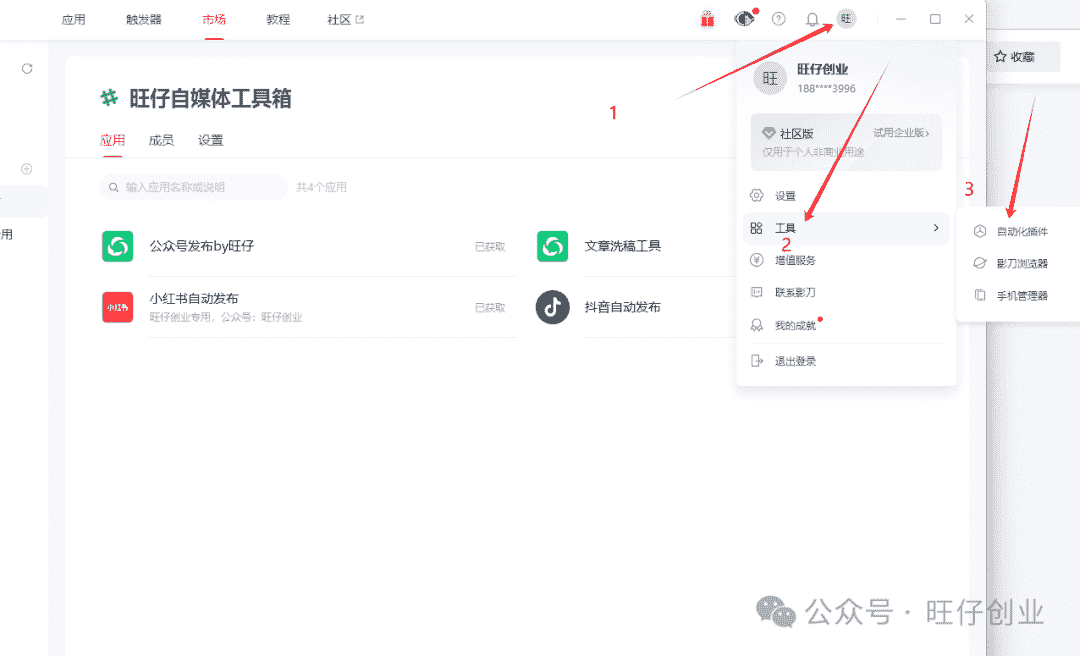 应用 触发器 市场 教程 社区
旺
收藏
旺仔自媒体工具箱
应用 成员 设置
输入应用名称或说明 共4个应用
公众号发布by旺仔 已获取
文章洗稿工具
小红书 小红书自动发布 已获取
旺仔创业专用，公众号：旺仔创业
抖音自动发布
用
1
旺 旺仔创业
188****3996
社区版 试用企业版›
仅用于个人非商业用途
设置
工具
2
增值服务
联系影刀
我的成就
退出登录
3
自动化插件
影刀浏览器
手机管理器
公众号 · 旺仔创业